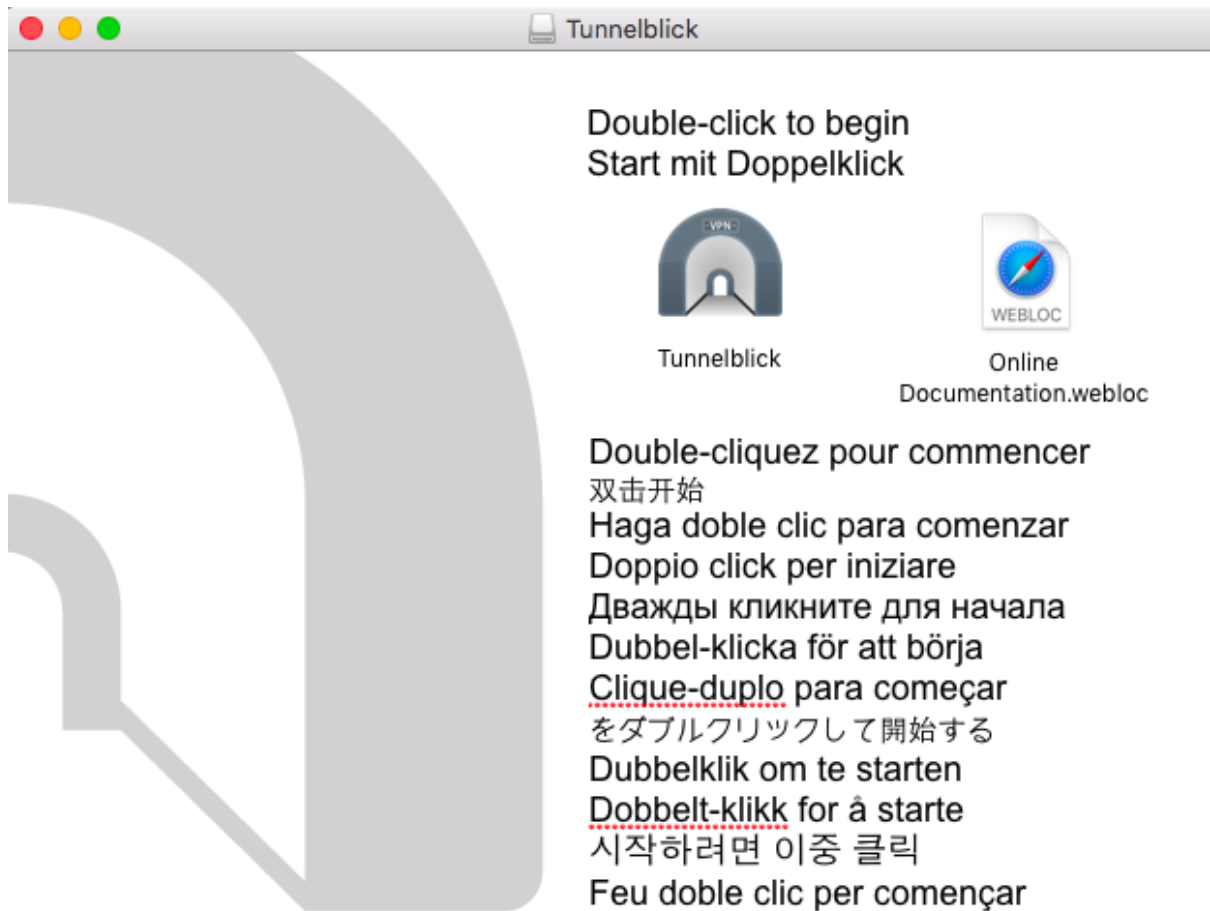 Tunnelblick
Double-click to begin
Start mit Doppelklick
VPN
WEBLOC
Tunnelblick
Online
Documentation.webloc
Double-cliquez pour commencer
双击开始
Haga doble clic para comenzar
Doppio click per iniziare
Дважды кликните для начала
Dubbel-klicka för att börja
Clique-duplo para começar
をダブルクリックして開始する
Dubbelklik om te starten
Dobbelt-klikk for å starte
시작하려면 이중 클릭
Feu doble clic per començar